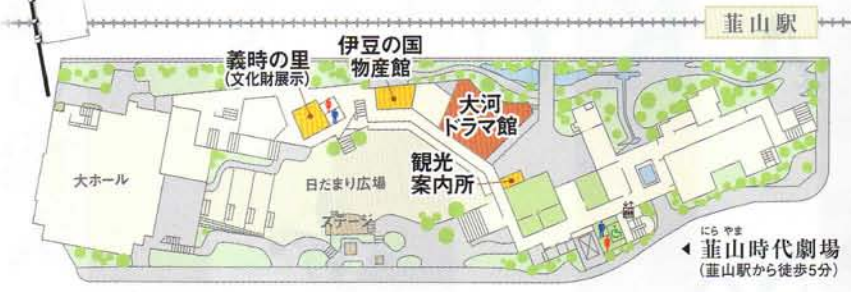 韮山駅
義時の里
(文化財展示)
伊豆の国
物産館
大河
ドラマ館
観光
案内所
大ホール
日だまり広場
ステージ
にら やま
◀韮山時代劇場
(韮山駅から徒歩5分)